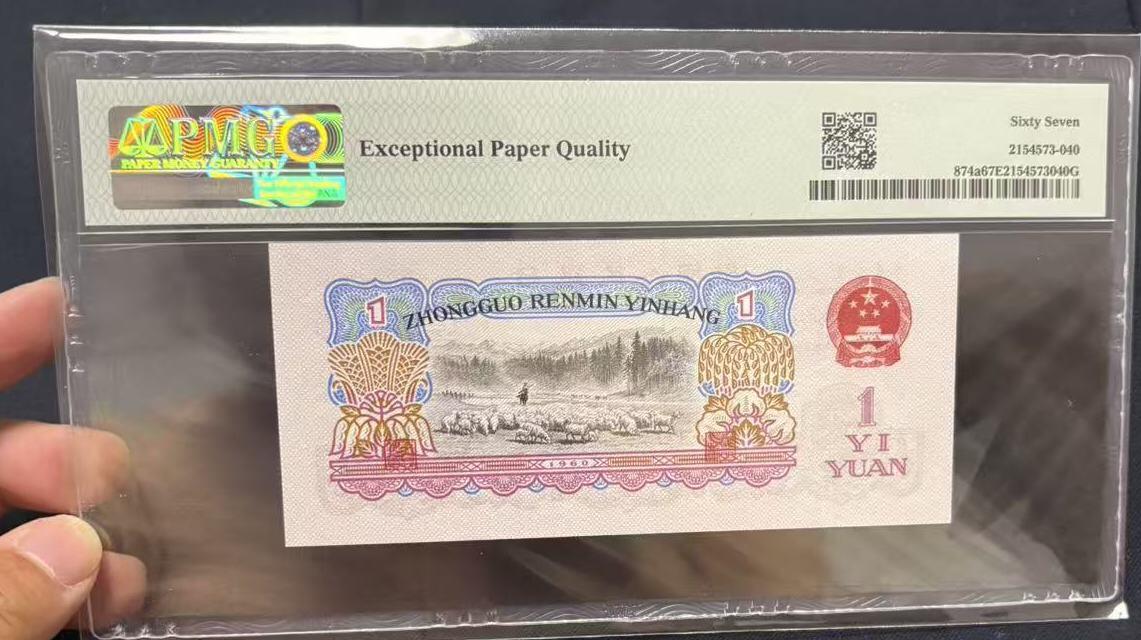 PMG
PAPER MONEY GUARANTY
Exceptional Paper Quality
Sixty Seven
2154573-040
874a67E2154573040G
1
ZHONGGUO RENMIN YINHANG
1
1960
1
YI
YUAN